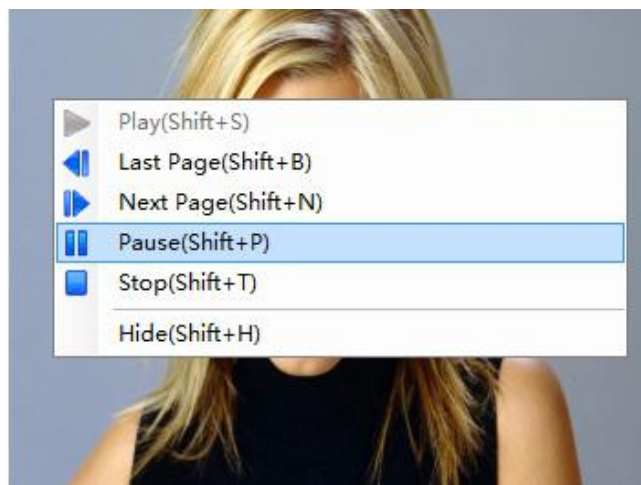 Play(Shift+S)
Last Page(Shift+B)
Next Page(Shift+N)
Pause(Shift+P)
Stop(Shift+T)
Hide(Shift+H)